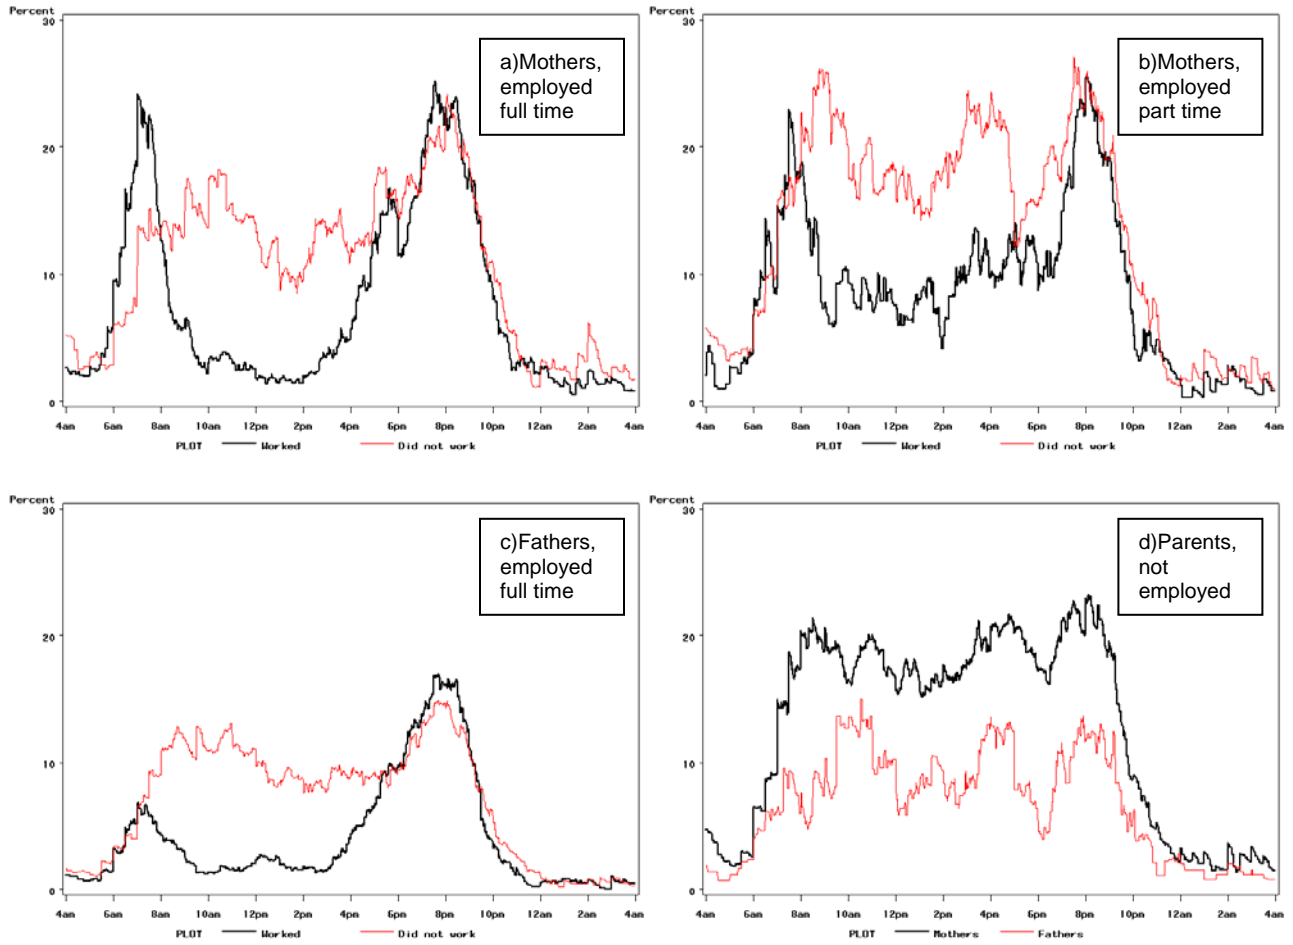 Percent
30
20
10
0
a)Mothers,
employed
full time
4am 6am 8am 10am 12pm 2pm 4pm 6pm 8pm 10pm 12am 2am 4am
PLOT Worked Did not work
Percent
30
20
10
0
b)Mothers,
employed
part time
4am 6am 8am 10am 12pm 2pm 4pm 6pm 8pm 10pm 12am 2am 4am
PLOT Worked Did not work
Percent
30
20
10
0
c)Fathers,
employed
full time
4am 6am 8am 10am 12pm 2pm 4pm 6pm 8pm 10pm 12am 2am 4am
PLOT Worked Did not work
Percent
30
20
10
0
d)Parents,
not
employed
4am 6am 8am 10am 12pm 2pm 4pm 6pm 8pm 10pm 12am 2am 4am
PLOT Mothers Fathers